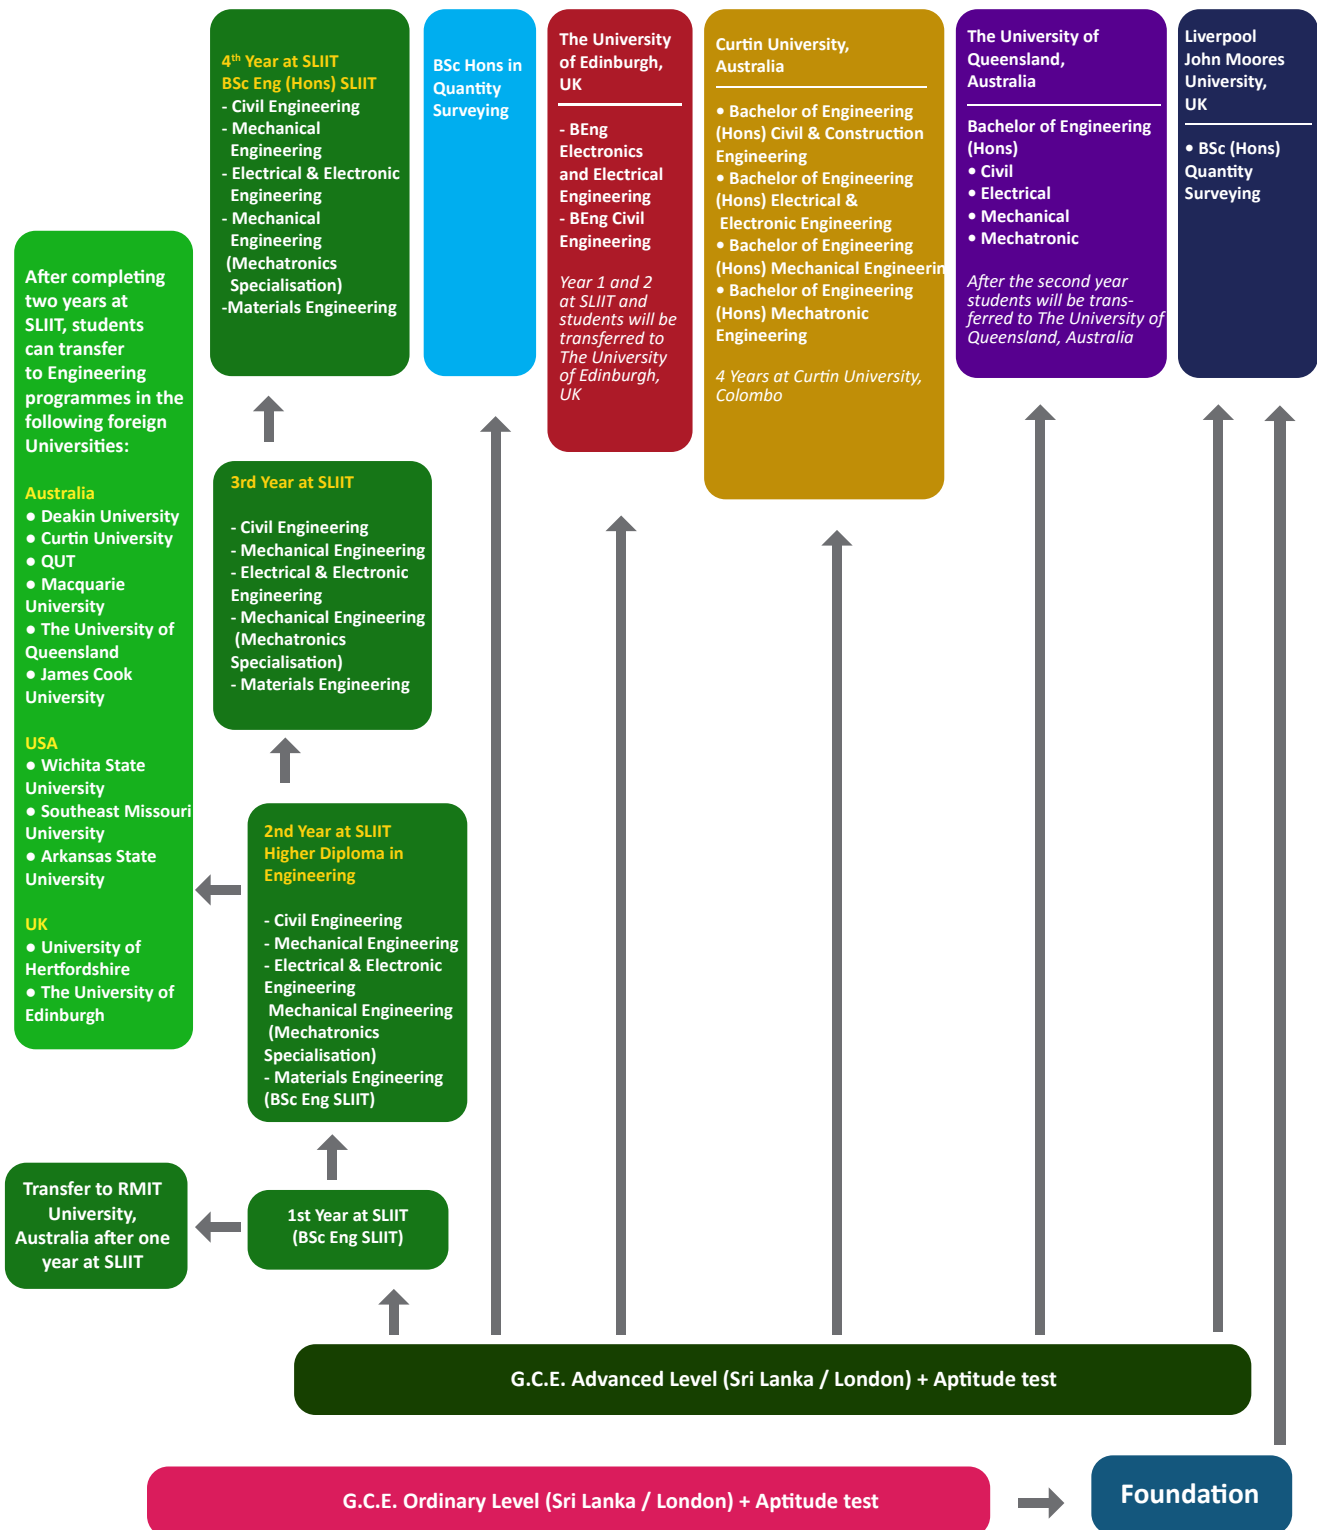 4th Year at SLIIT
BSc Eng (Hons) SLIIT
- Civil Engineering
- Mechanical
Engineering
- Electrical & Electronic
Engineering
- Mechanical
Engineering
(Mechatronics
Specialisation)
-Materials Engineering
BSc Hons in
Quantity
Surveying
The University
of Edinburgh,
UK
- BEng
Electronics
and Electrical
Engineering
- BEng Civil
Engineering
Year 1 and 2
at SLIIT and
students will be
transferred to
The University
of Edinburgh,
UK
Curtin University,
Australia
• Bachelor of Engineering
(Hons) Civil & Construction
Engineering
• Bachelor of Engineering
(Hons) Electrical &
Electronic Engineering
• Bachelor of Engineering
(Hons) Mechanical Engineerin
• Bachelor of Engineering
(Hons) Mechatronic
Engineering
4 Years at Curtin University,
Colombo
The University of
Queensland,
Australia
Bachelor of Engineering
(Hons)
• Civil
• Electrical
• Mechanical
• Mechatronic
After the second year
students will be trans-
ferred to The University of
Queensland, Australia
Liverpool
John Moores
University,
UK
• BSc (Hons)
Quantity
Surveying
After completing
two years at
SLIIT, students
can transfer
to Engineering
programmes in the
following foreign
Universities:
Australia
● Deakin University
● Curtin University
● QUT
● Macquarie
University
● The University of
Queensland
● James Cook
University
USA
● Wichita State
University
● Southeast Missouri
University
● Arkansas State
University
UK
● University of
Hertfordshire
● The University of
Edinburgh
3rd Year at SLIIT
- Civil Engineering
- Mechanical Engineering
- Electrical & Electronic
Engineering
- Mechanical Engineering
(Mechatronics
Specialisation)
- Materials Engineering
2nd Year at SLIIT
Higher Diploma in
Engineering
- Civil Engineering
- Mechanical Engineering
- Electrical & Electronic
Engineering
Mechanical Engineering
(Mechatronics
Specialisation)
- Materials Engineering
(BSc Eng SLIIT)
Transfer to RMIT
University,
Australia after one
year at SLIIT
1st Year at SLIIT
(BSc Eng SLIIT)
G.C.E. Advanced Level (Sri Lanka / London) + Aptitude test
G.C.E. Ordinary Level (Sri Lanka / London) + Aptitude test
Foundation